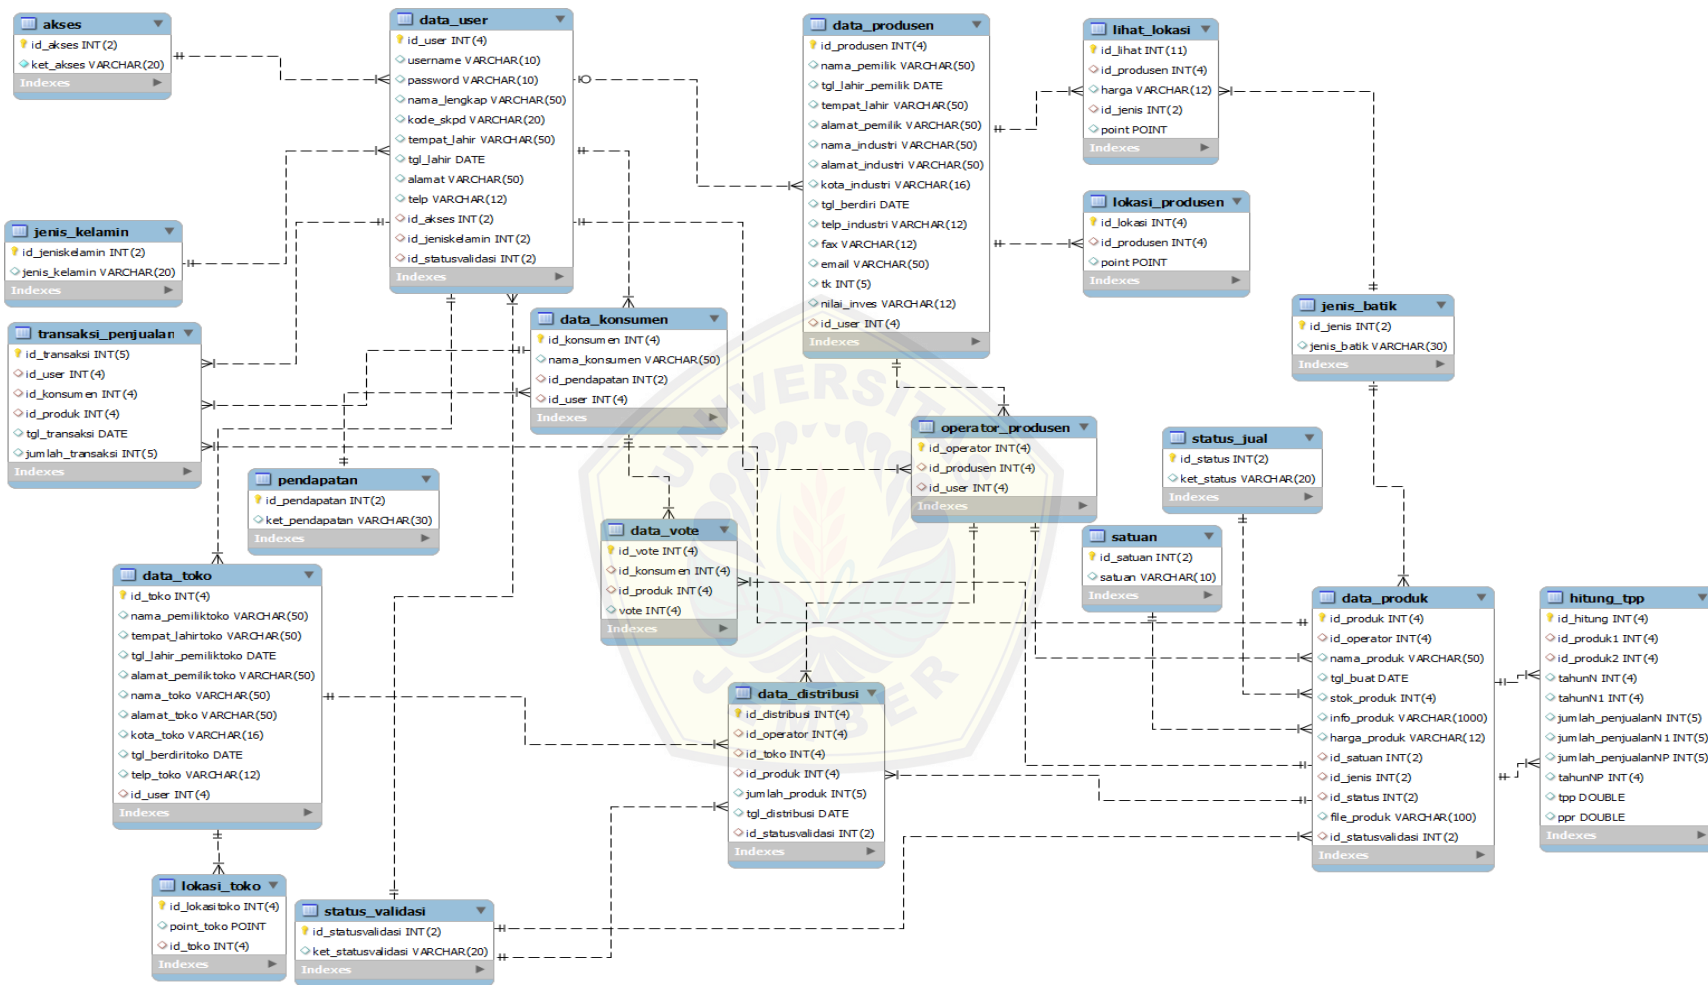 akses
id_akses INT(2)
ket_akses VARCHAR(20)
Indexes
data_user
id_user INT(4)
username VARCHAR(10)
password VARCHAR(10)
nama_lengkap VARCHAR(50)
kode_skpd VARCHAR(20)
tempat_lahir VARCHAR(50)
tgl_lahir DATE
alamat VARCHAR(50)
telp VARCHAR(12)
id_akses INT(2)
id_jeniskelamin INT(2)
id_statusvalidasi INT(2)
Indexes
data_produsen
id_produsen INT(4)
nama_pemilik VARCHAR(50)
tgl_lahir_pemilik DATE
tempat_lahir VARCHAR(50)
alamat_pemilik VARCHAR(50)
nama_industri VARCHAR(50)
alamat_industri VARCHAR(50)
kota_industri VARCHAR(16)
tgl_berdiri DATE
telp_industri VARCHAR(12)
fax VARCHAR(12)
email VARCHAR(50)
tk INT(5)
nilai_inves VARCHAR(12)
id_user INT(4)
Indexes
lihat_lokasi
id_lihat INT(11)
id_produsen INT(4)
harga VARCHAR(12)
id_jenis INT(2)
point POINT
Indexes
lokasi_produsen
id_lokasi INT(4)
id_produsen INT(4)
point POINT
Indexes
jenis_kelamin
id_jeniskelamin INT(2)
jenis_kelamin VARCHAR(20)
Indexes
jenis_batik
id_jenis INT(2)
jenis_batik VARCHAR(30)
Indexes
transaksi_penjualan
id_transaksi INT(5)
id_user INT(4)
id_konsumen INT(4)
id_produk INT(4)
tgl_transaksi DATE
jumlah_transaksi INT(5)
Indexes
data_konsumen
id_konsumen INT(4)
nama_konsumen VARCHAR(50)
id_pendapatan INT(2)
id_user INT(4)
Indexes
operator_produsen
id_operator INT(4)
id_produsen INT(4)
id_user INT(4)
Indexes
status_jual
id_status INT(2)
ket_status VARCHAR(20)
Indexes
pendapatan
id_pendapatan INT(2)
ket_pendapatan VARCHAR(30)
Indexes
data_vote
id_vote INT(4)
id_konsumen INT(4)
id_produk INT(4)
vote INT(4)
Indexes
satuan
id_satuan INT(2)
satuan VARCHAR(10)
Indexes
data_toko
id_toko INT(4)
nama_pemiliktoko VARCHAR(50)
tempat_lahirtoko VARCHAR(50)
tgl_lahir_pemiliktoko DATE
alamat_pemiliktoko VARCHAR(50)
nama_toko VARCHAR(50)
alamat_toko VARCHAR(50)
kota_toko VARCHAR(16)
tgl_berdiritoko DATE
telp_toko VARCHAR(12)
id_user INT(4)
Indexes
data_produk
id_produk INT(4)
id_operator INT(4)
nama_produk VARCHAR(50)
tgl_buat DATE
stok_produk INT(4)
info_produk VARCHAR(1000)
harga_produk VARCHAR(12)
id_satuan INT(2)
id_jenis INT(2)
id_status INT(2)
file_produk VARCHAR(100)
id_statusvalidasi INT(2)
Indexes
hitung_tpp
id_hitung INT(4)
id_produk1 INT(4)
id_produk2 INT(4)
tahunN INT(4)
tahunN1 INT(4)
jumlah_penjualanN INT(5)
jumlah_penjualanN1 INT(5)
jumlah_penjualanNP INT(5)
tahunNP INT(4)
tpp DOUBLE
ppr DOUBLE
Indexes
data_distribusi
id_distribusi INT(4)
id_operator INT(4)
id_toko INT(4)
id_produk INT(4)
jumlah_produk INT(5)
tgl_distribusi DATE
id_statusvalidasi INT(2)
Indexes
lokasi_toko
id_lokasitoko INT(4)
point_toko POINT
id_toko INT(4)
Indexes
status_validasi
id_statusvalidasi INT(2)
ket_statusvalidasi VARCHAR(20)
Indexes
UNIVERSITAS
JEMBER